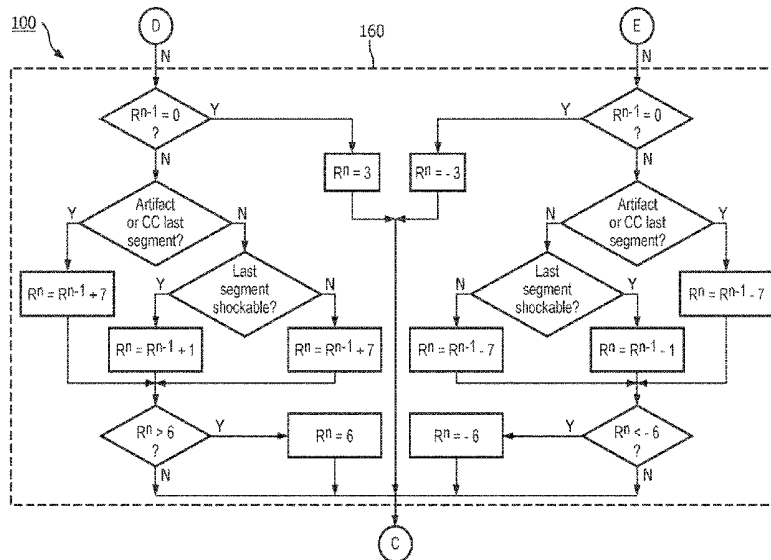 100
D
160
E
N
N
Rⁿ⁻¹ = 0
?
Y
Y
Rⁿ⁻¹ = 0
?
N
Rⁿ = 3
Rⁿ = - 3
N
Y
Artifact
or CC last
segment?
N
N
Artifact
or CC last
segment?
Y
Rⁿ = Rⁿ⁻¹ + 7
Y
Last
segment
shockable?
N
N
Last
segment
shockable?
Y
Rⁿ = Rⁿ⁻¹ - 7
Rⁿ = Rⁿ⁻¹ + 1
Rⁿ = Rⁿ⁻¹ + 7
Rⁿ = Rⁿ⁻¹ - 7
Rⁿ = Rⁿ⁻¹ - 1
Rⁿ > 6
?
Y
Rⁿ = 6
Rⁿ = - 6
Y
Rⁿ < - 6
?
N
N
C